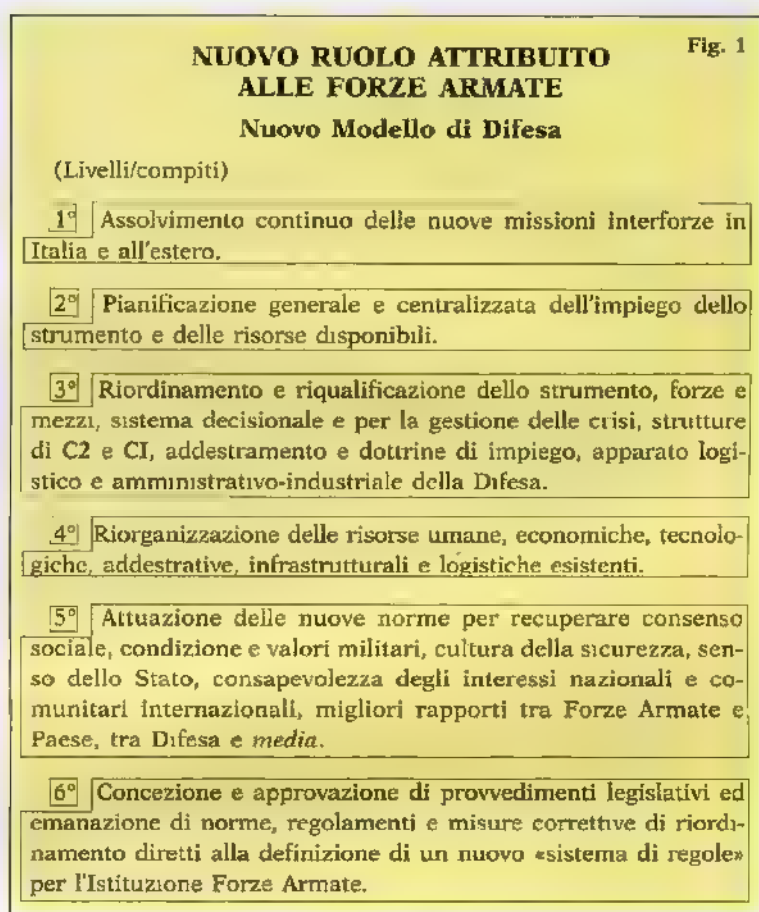 Fig. 1
NUOVO RUOLO ATTRIBUITO
ALLE FORZE ARMATE
Nuovo Modello di Difesa
(Livelli/compiti)
1° Assolvimento continuo delle nuove missioni interforze in
Italia e all'estero.
2° Pianificazione generale e centralizzata dell'impiego dello
strumento e delle risorse disponibili.
3° Riordinamento e riqualificazione dello strumento, forze e
mezzi, sistema decisionale e per la gestione delle crisi, strutture
di C2 e CI, addestramento e dottrine di impiego, apparato logi-
stico e amministrativo-industriale della Difesa.
4° Riorganizzazione delle risorse umane, economiche, tecnolo-
giche, addestrative, infrastrutturali e logistiche esistenti.
5° Attuazione delle nuove norme per recuperare consenso
sociale, condizione e valori militari, cultura della sicurezza, sen-
so dello Stato, consapevolezza degli interessi nazionali e co-
munitari internazionali, migliori rapporti tra Forze Armate e
Paese, tra Difesa e media.
6° Concezione e approvazione di provvedimenti legislativi ed
emanazione di norme, regolamenti e misure correttive di riordi-
namento diretti alla definizione di un nuovo «sistema di regole»
per l'Istituzione Forze Armate.